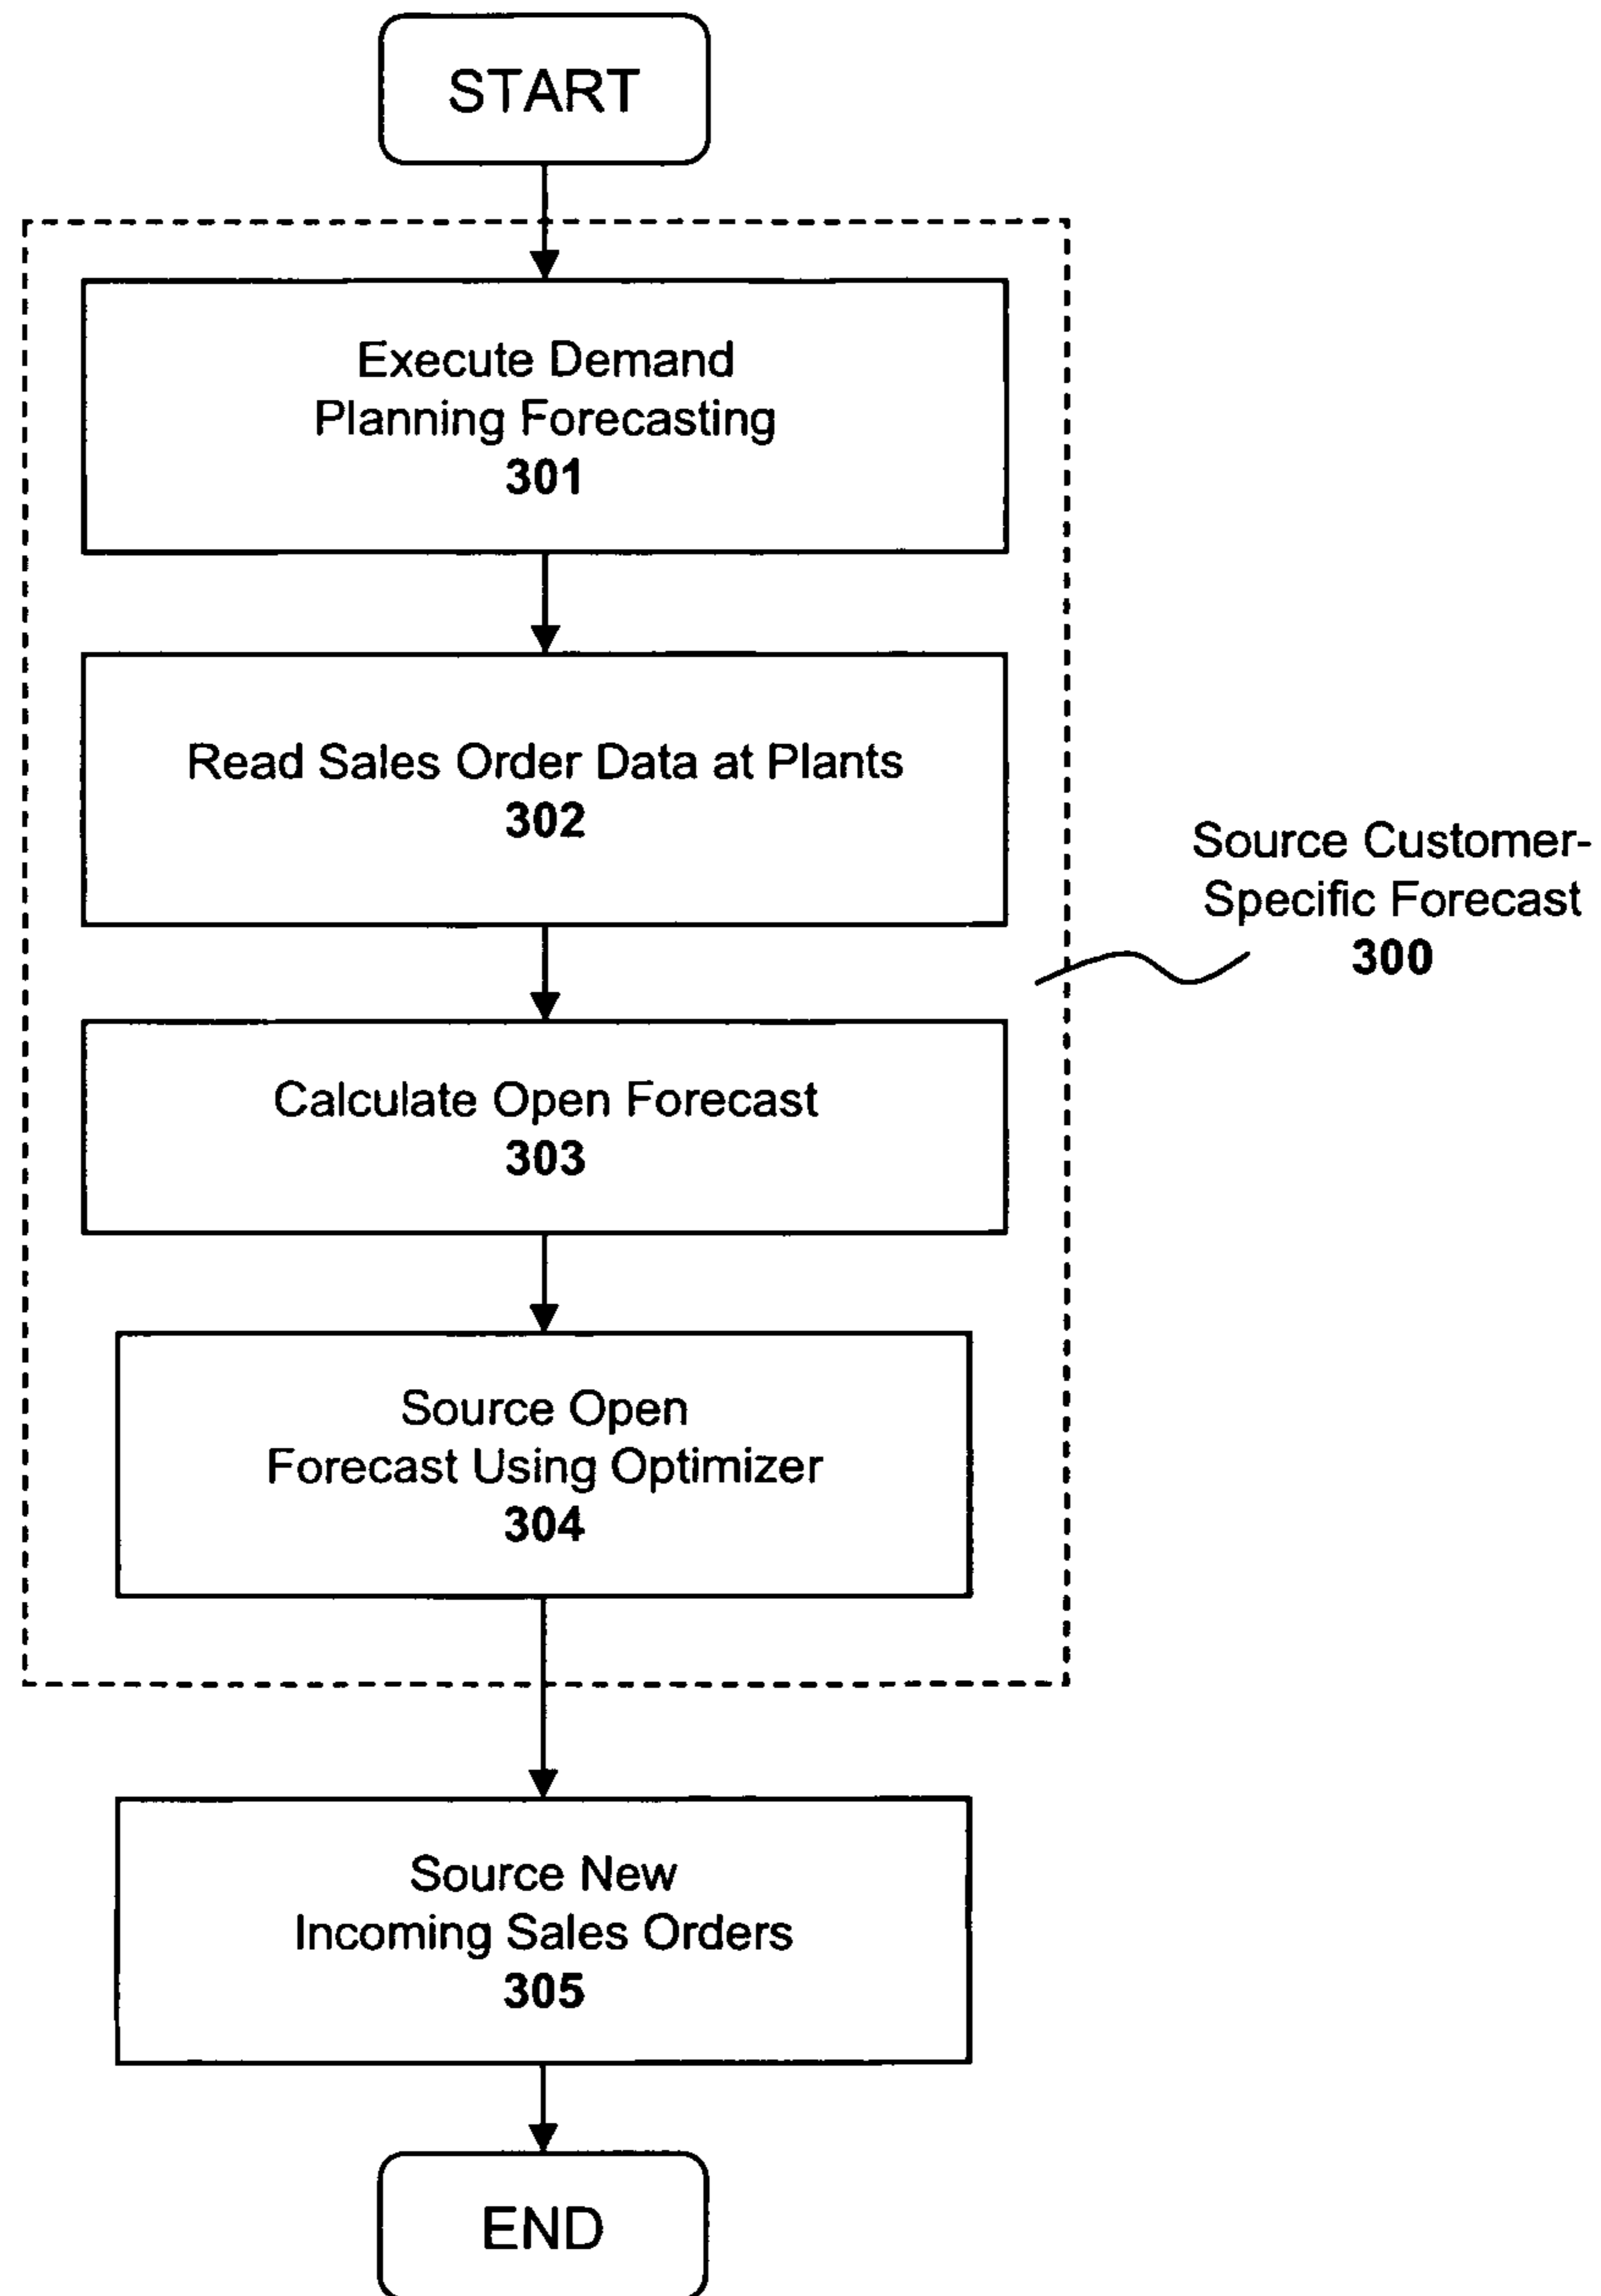 START
Execute Demand
Planning Forecasting
301
Read Sales Order Data at Plants
302
Source Customer-
Specific Forecast
300
Calculate Open Forecast
303
Source Open
Forecast Using Optimizer
304
Source New
Incoming Sales Orders
305
END